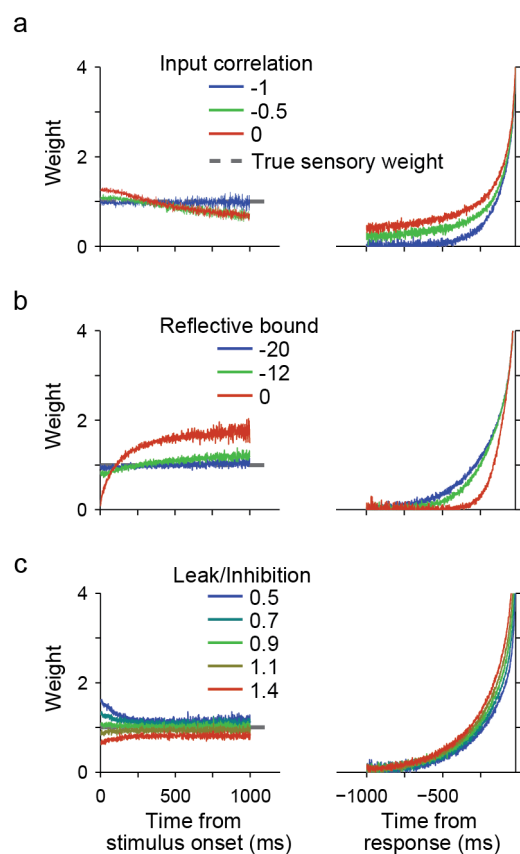 a
Input correlation
-1
-0.5
0
True sensory weight
Weight
4
2
0
b
Reflective bound
-20
-12
0
Weight
4
2
0
c
Leak/Inhibition
0.5
0.7
0.9
1.1
1.4
Weight
4
2
0
0 500 1000
−1000 −500
Time from
stimulus onset (ms)
Time from
response (ms)